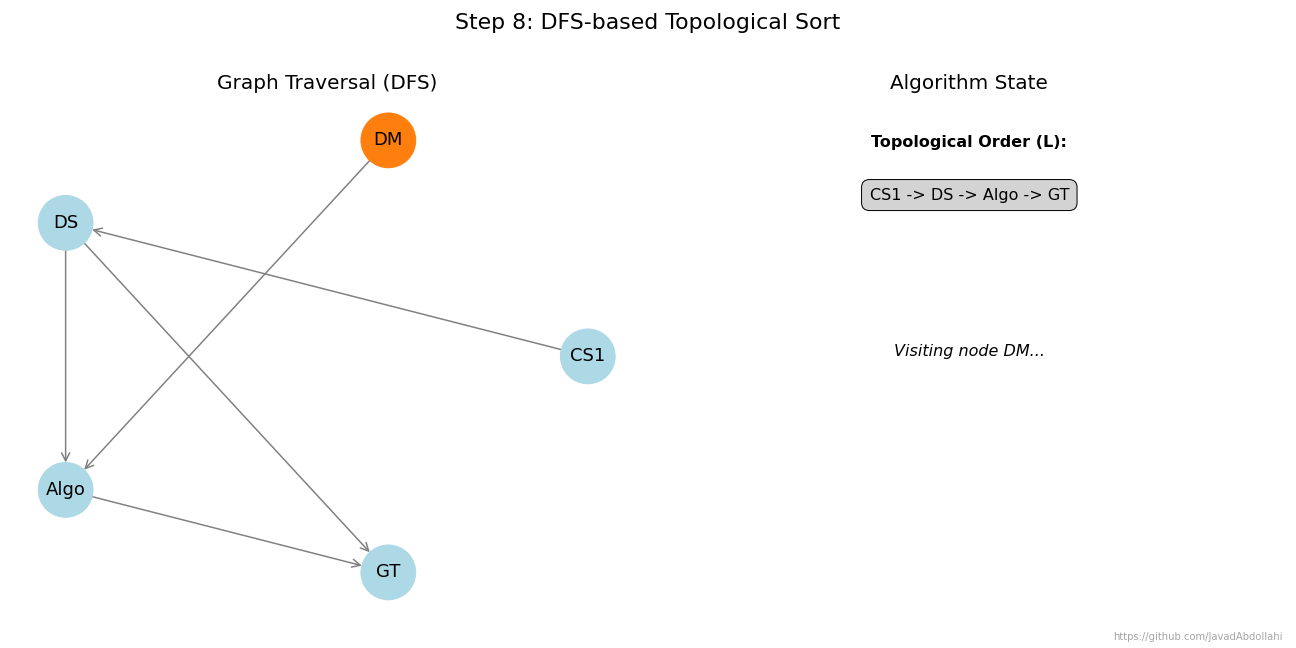 Step 8: DFS-based Topological Sort
Graph Traversal (DFS)
DM
DS
CS1
Algo
GT
Algorithm State
Topological Order (L):
CS1 -> DS -> Algo -> GT
Visiting node DM...
https://github.com/JavadAbdollahi